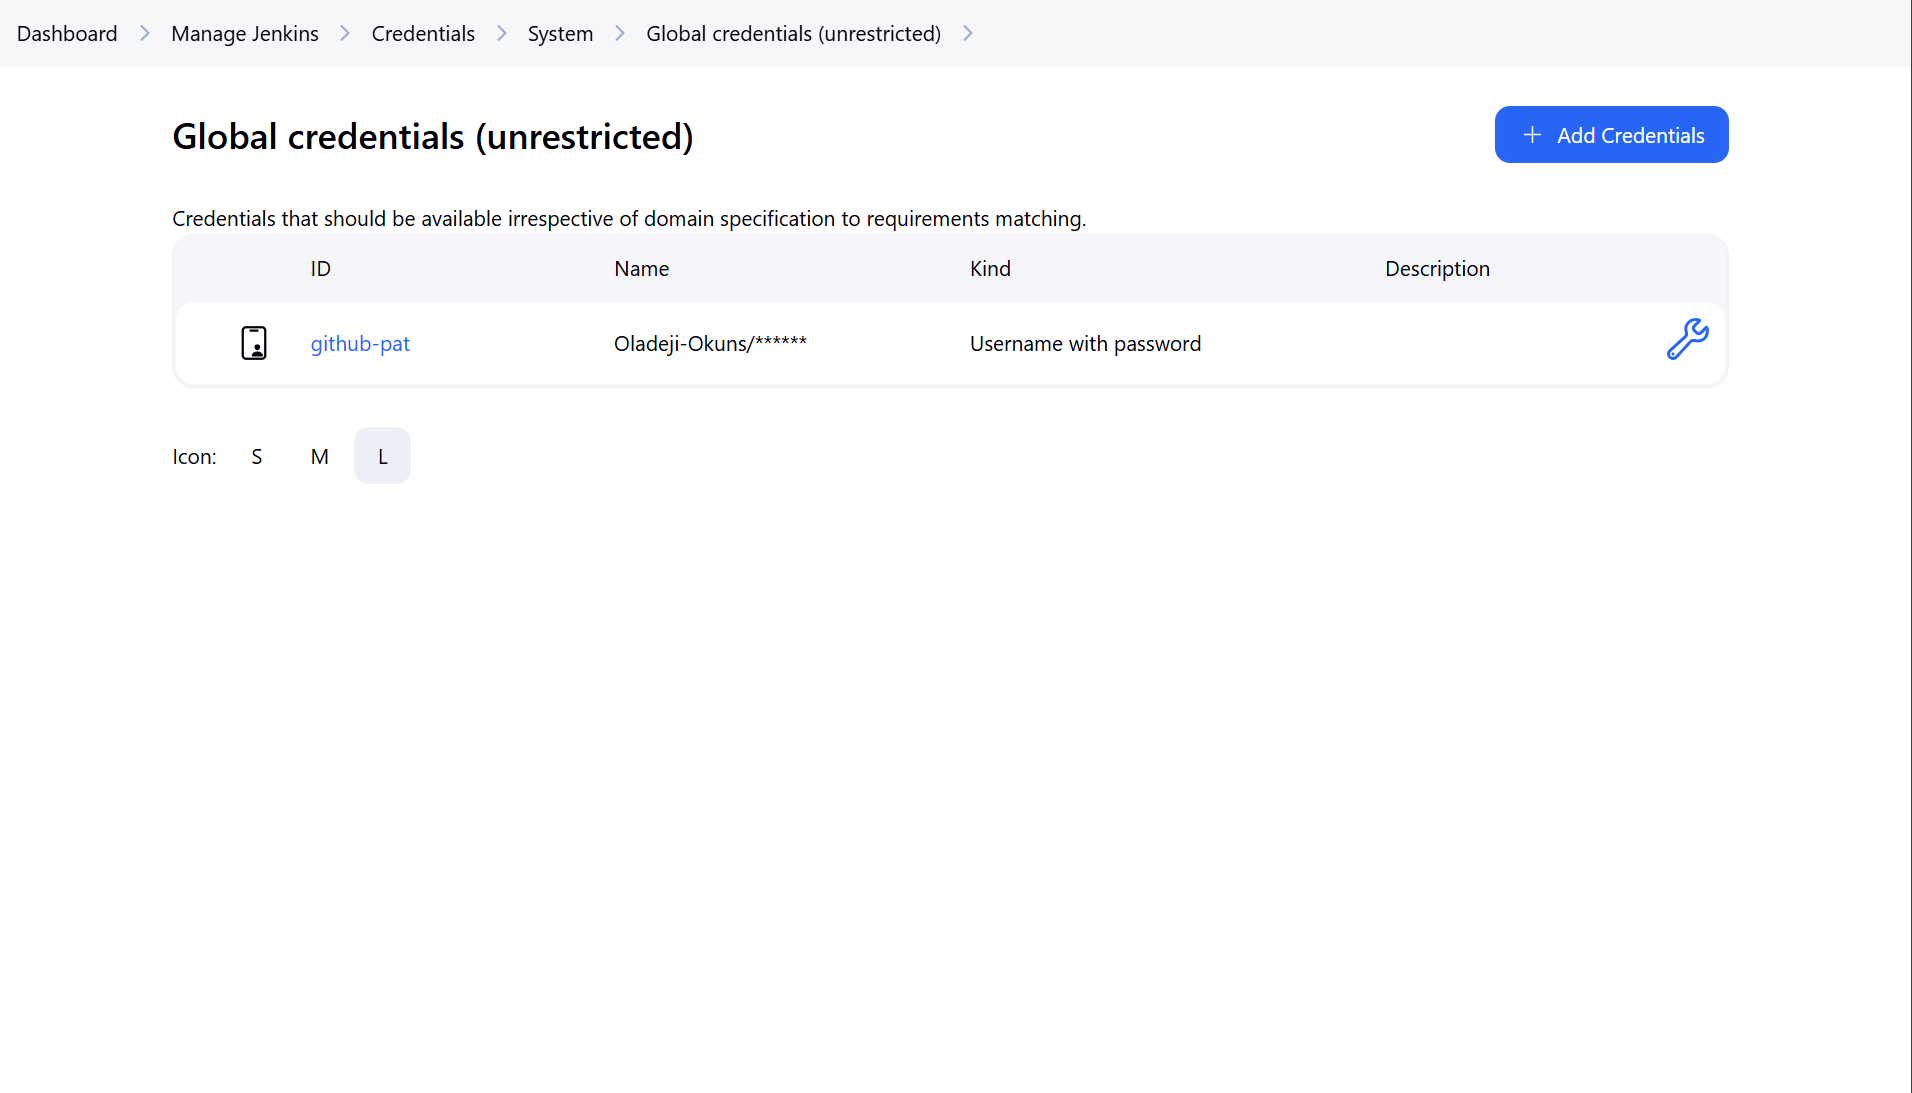 Dashboard > Manage Jenkins > Credentials > System > Global credentials (unrestricted) >
Global credentials (unrestricted)
+ Add Credentials
Credentials that should be available irrespective of domain specification to requirements matching.
ID Name Kind Description
github-pat Oladeji-Okuns/****** Username with password
Icon: S M L